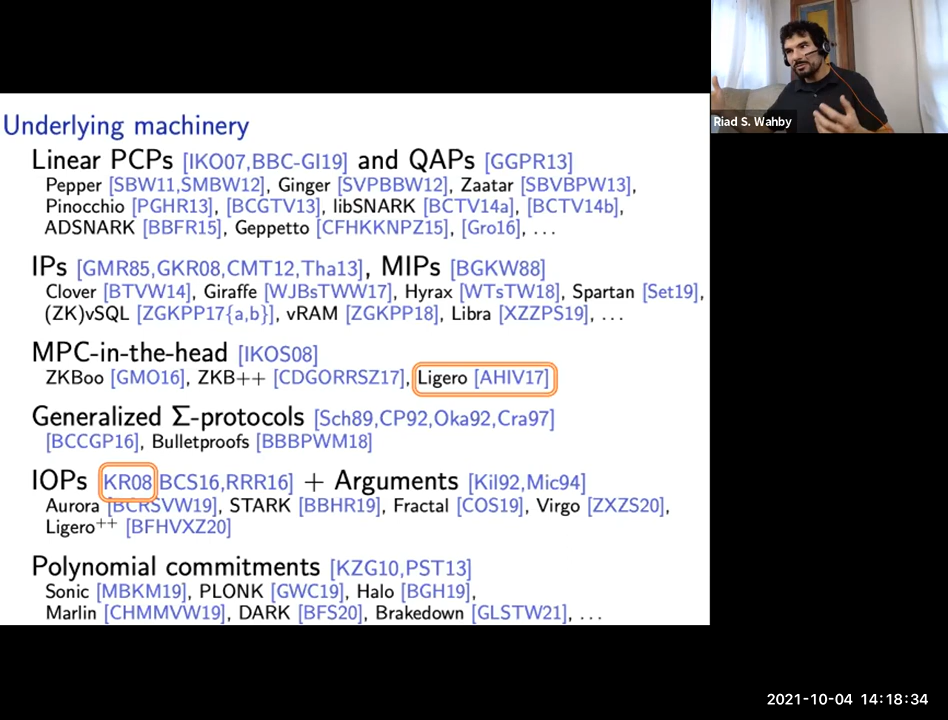 Riad S. Wahby
Underlying machinery
Linear PCPs [IKO07,BBC-GI19] and QAPs [GGPR13]
Pepper [SBW11,SMBW12], Ginger [SVPBBW12], Zaatar [SBVBPW13],
Pinocchio [PGHR13], [BCGTV13], libSNARK [BCTV14a], [BCTV14b],
ADSNARK [BBFR15], Geppetto [CFHKKNPZ15], [Gro16], ...
IPs [GMR85,GKR08,CMT12,Tha13], MIPs [BGKW88]
Clover [BTVW14], Giraffe [WJBsTWW17], Hyrax [WTsTW18], Spartan [Set19],
(ZK)vSQL [ZGKPP17{a,b}], vRAM [ZGKPP18], Libra [XZZPS19], ...
MPC-in-the-head [IKOS08]
ZKBoo [GMO16], ZKB++ [CDGORRSZ17], Ligero [AHIV17]
Generalized Σ-protocols [Sch89,CP92,Oka92,Cra97]
[BCCGP16], Bulletproofs [BBBPWM18]
IOPs [KR08,BCS16,RRR16] + Arguments [Kil92,Mic94]
Aurora [BCRSVW19], STARK [BBHR19], Fractal [COS19], Virgo [ZXZS20],
Ligero++ [BFHVXZ20]
Polynomial commitments [KZG10,PST13]
Sonic [MBKM19], PLONK [GWC19], Halo [BGH19],
Marlin [CHMMVW19], DARK [BFS20], Brakedown [GLSTW21], ...
2021-10-04 14:18:34